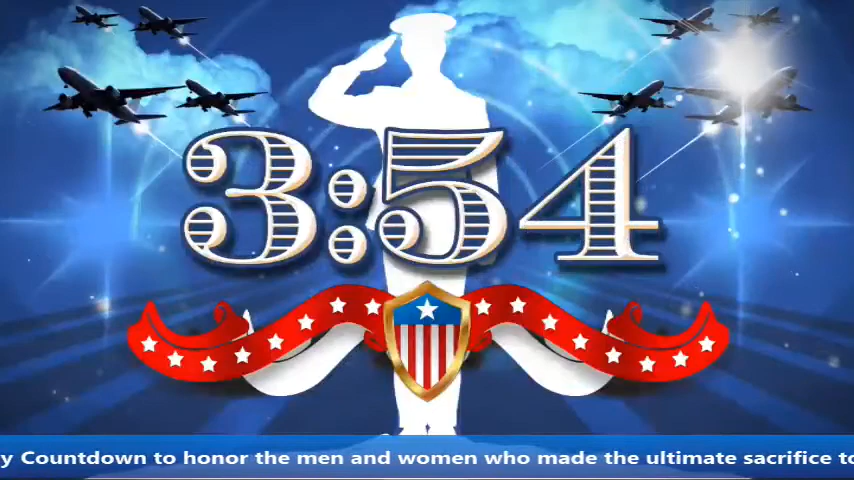 3:54
y Countdown to honor the men and women who made the ultimate sacrifice to